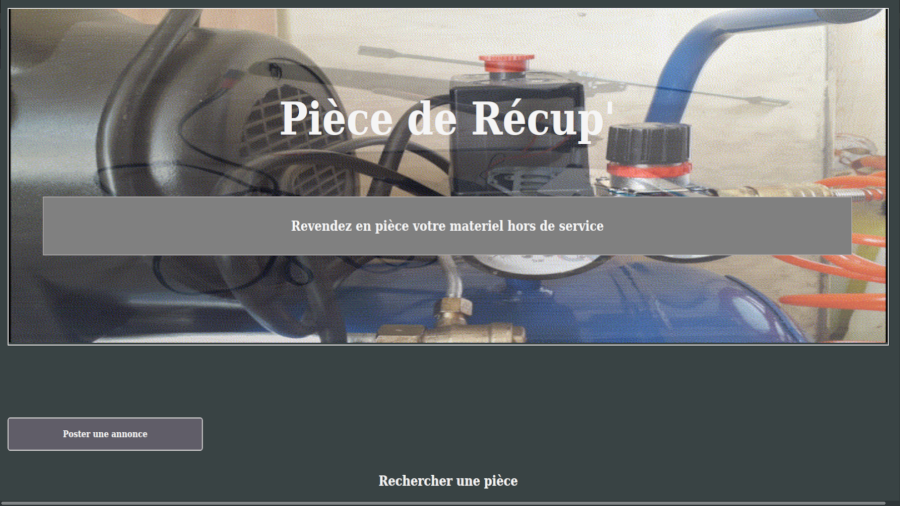 Pièce de Récup'
Revendez en pièce votre materiel hors de service
Poster une annonce
Rechercher une pièce